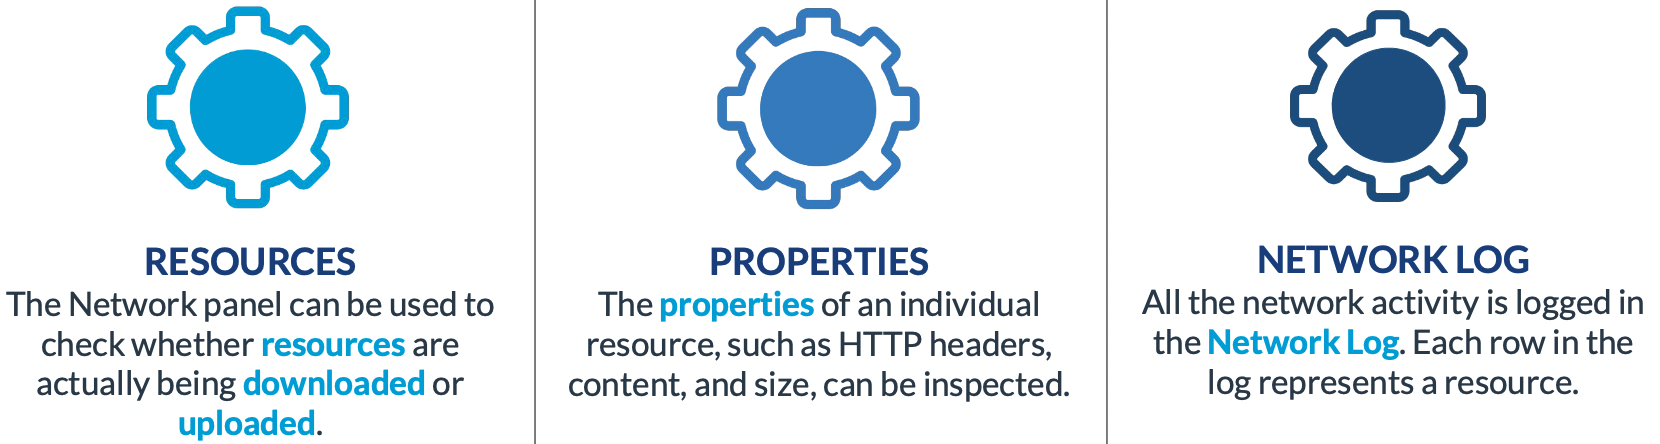 RESOURCES
The Network panel can be used to
check whether resources are
actually being downloaded or
uploaded.
PROPERTIES
The properties of an individual
resource, such as HTTP headers,
content, and size, can be inspected.
NETWORK LOG
All the network activity is logged in
the Network Log. Each row in the
log represents a resource.